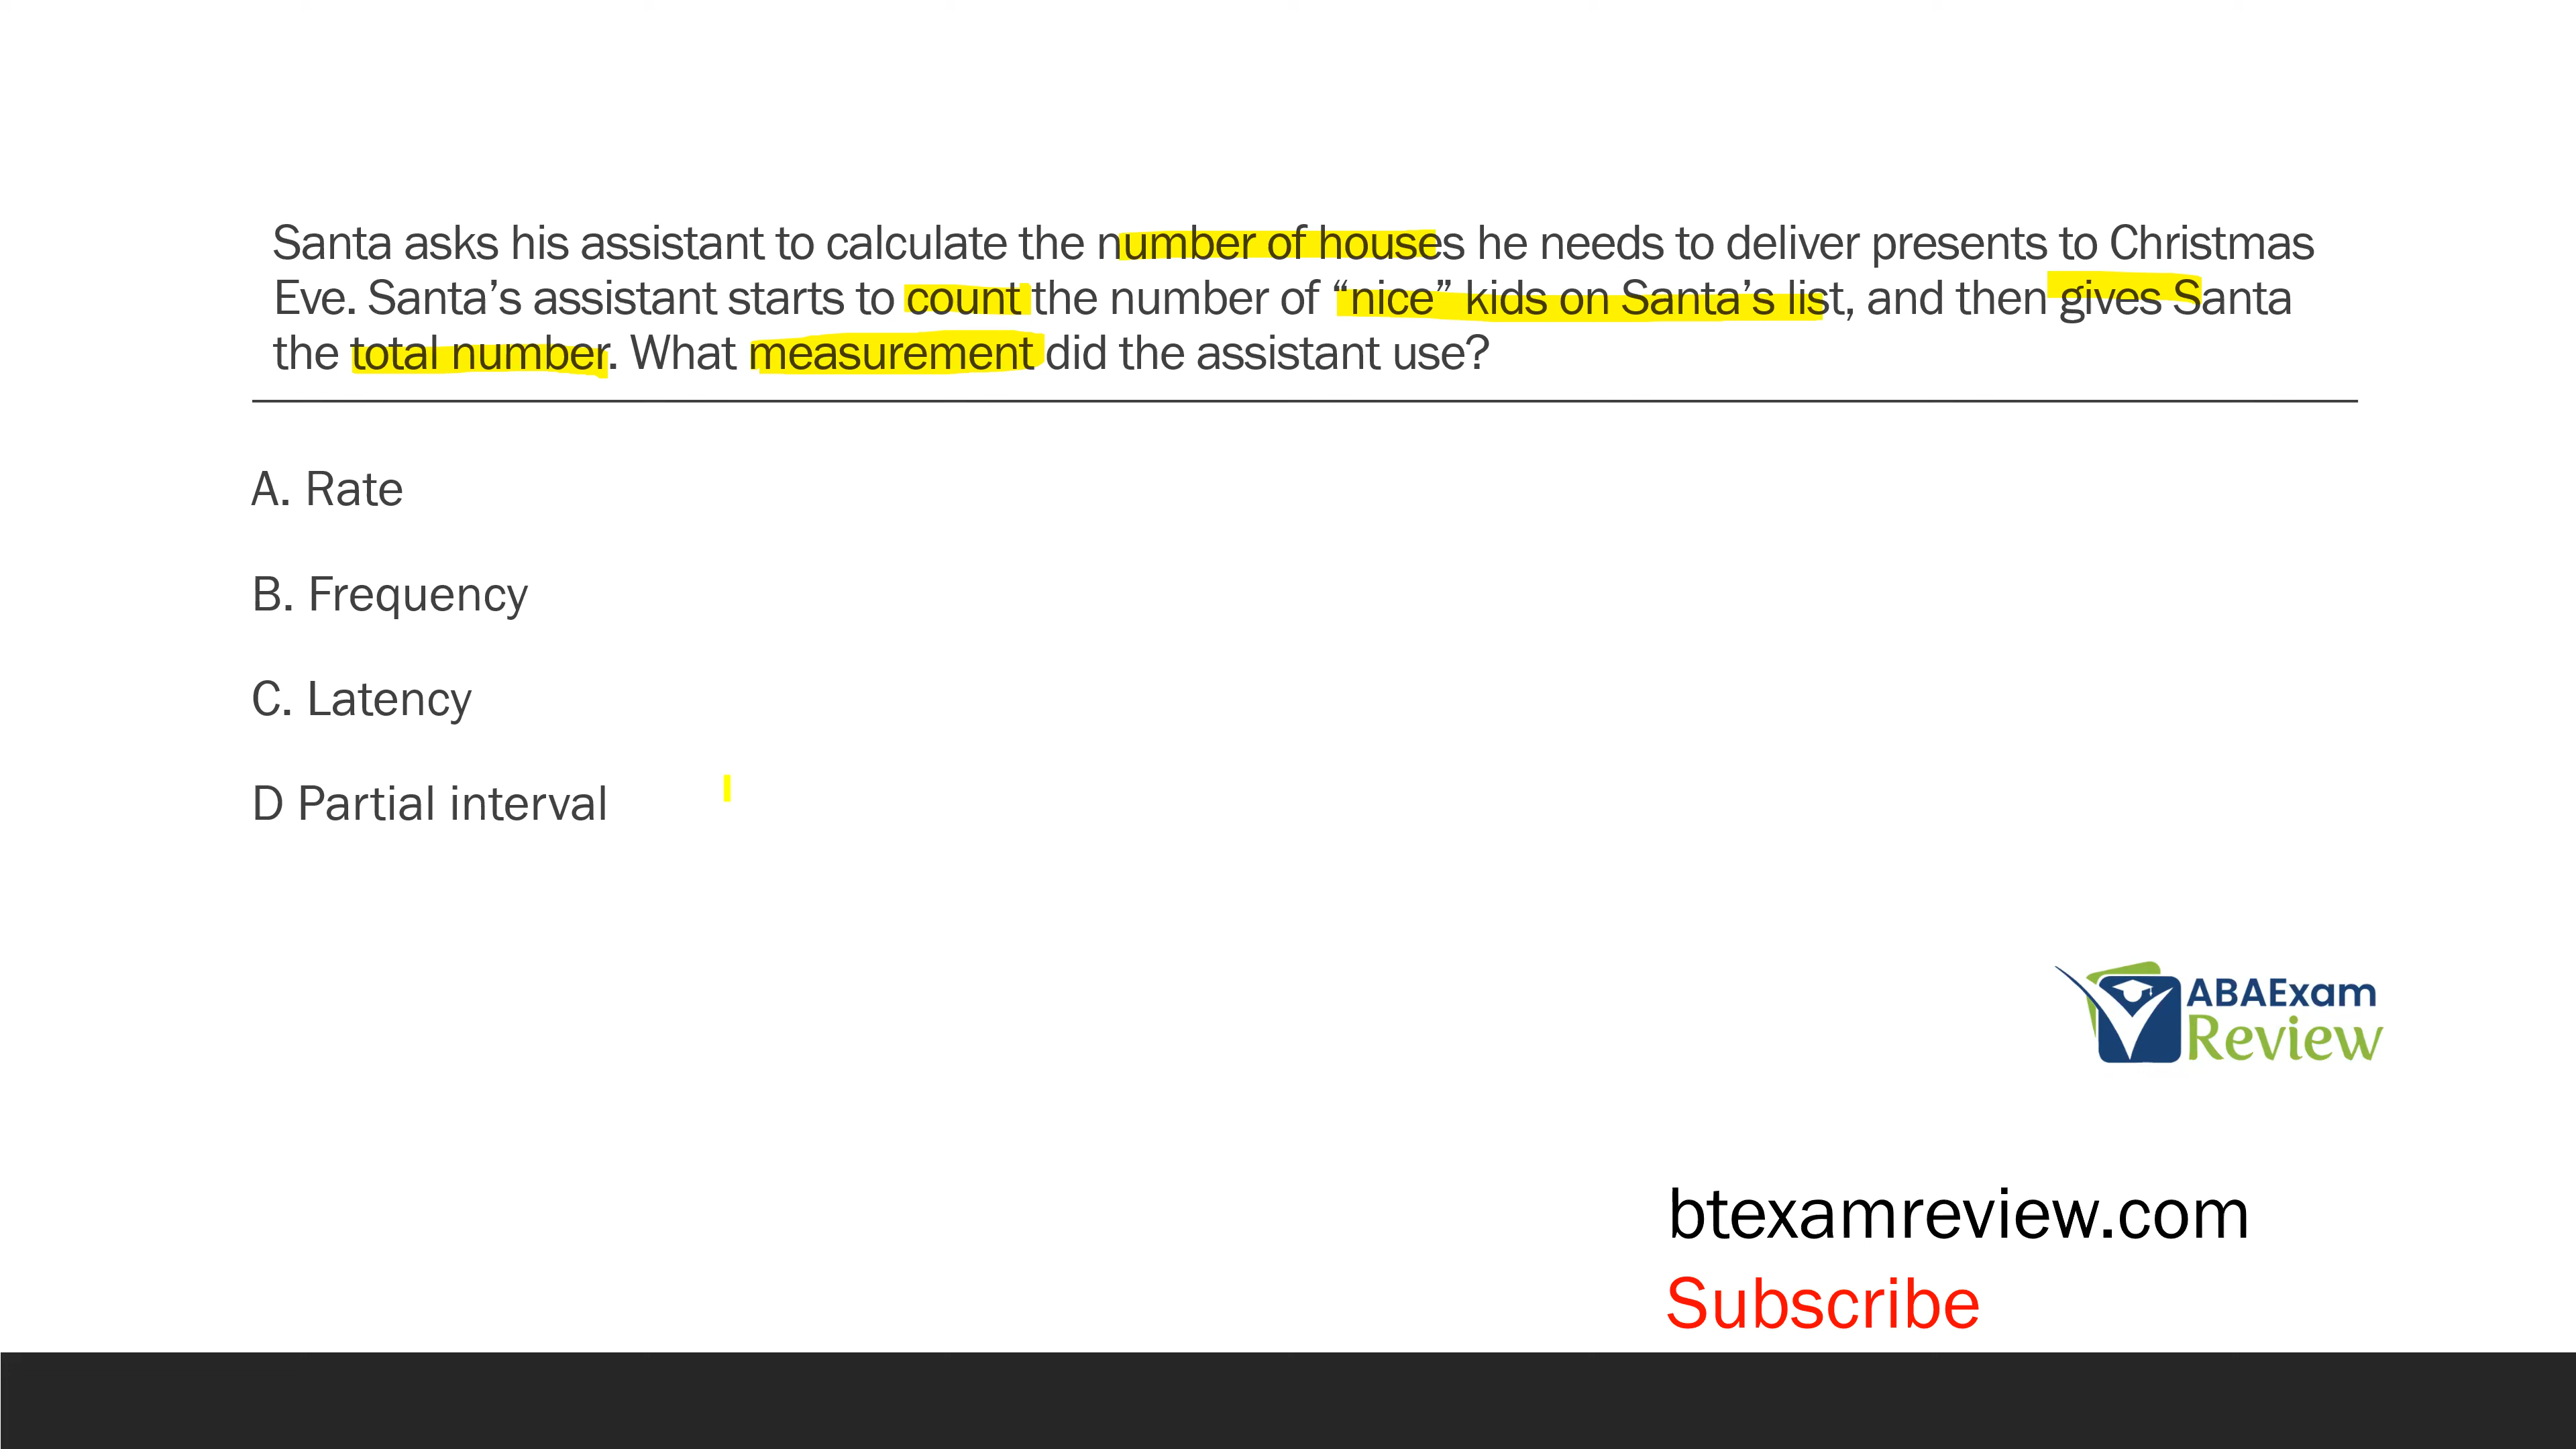 Santa asks his assistant to calculate the number of houses he needs to deliver presents to Christmas
Eve. Santa’s assistant starts to count the number of “nice” kids on Santa’s list, and then gives Santa
the total number. What measurement did the assistant use?
A. Rate
B. Frequency
C. Latency
D Partial interval
ABAExam
Review
btexamreview.com
Subscribe